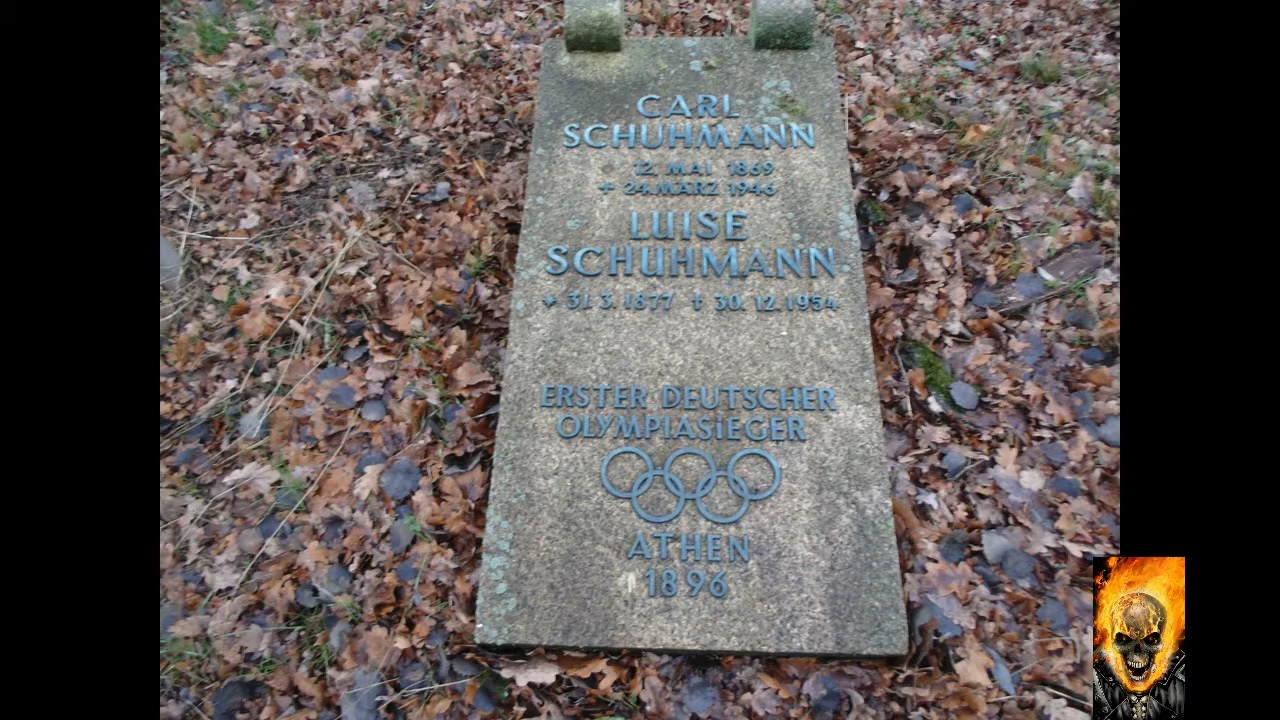 CARL
SCHUHMANN
* 12. MAI 1869
+ 24. MÄRZ 1946
LUISE
SCHUHMANN
* 31.3.1877 † 30.12.1954
ERSTER DEUTSCHER
OLYMPIASIEGER
ATHEN
1896